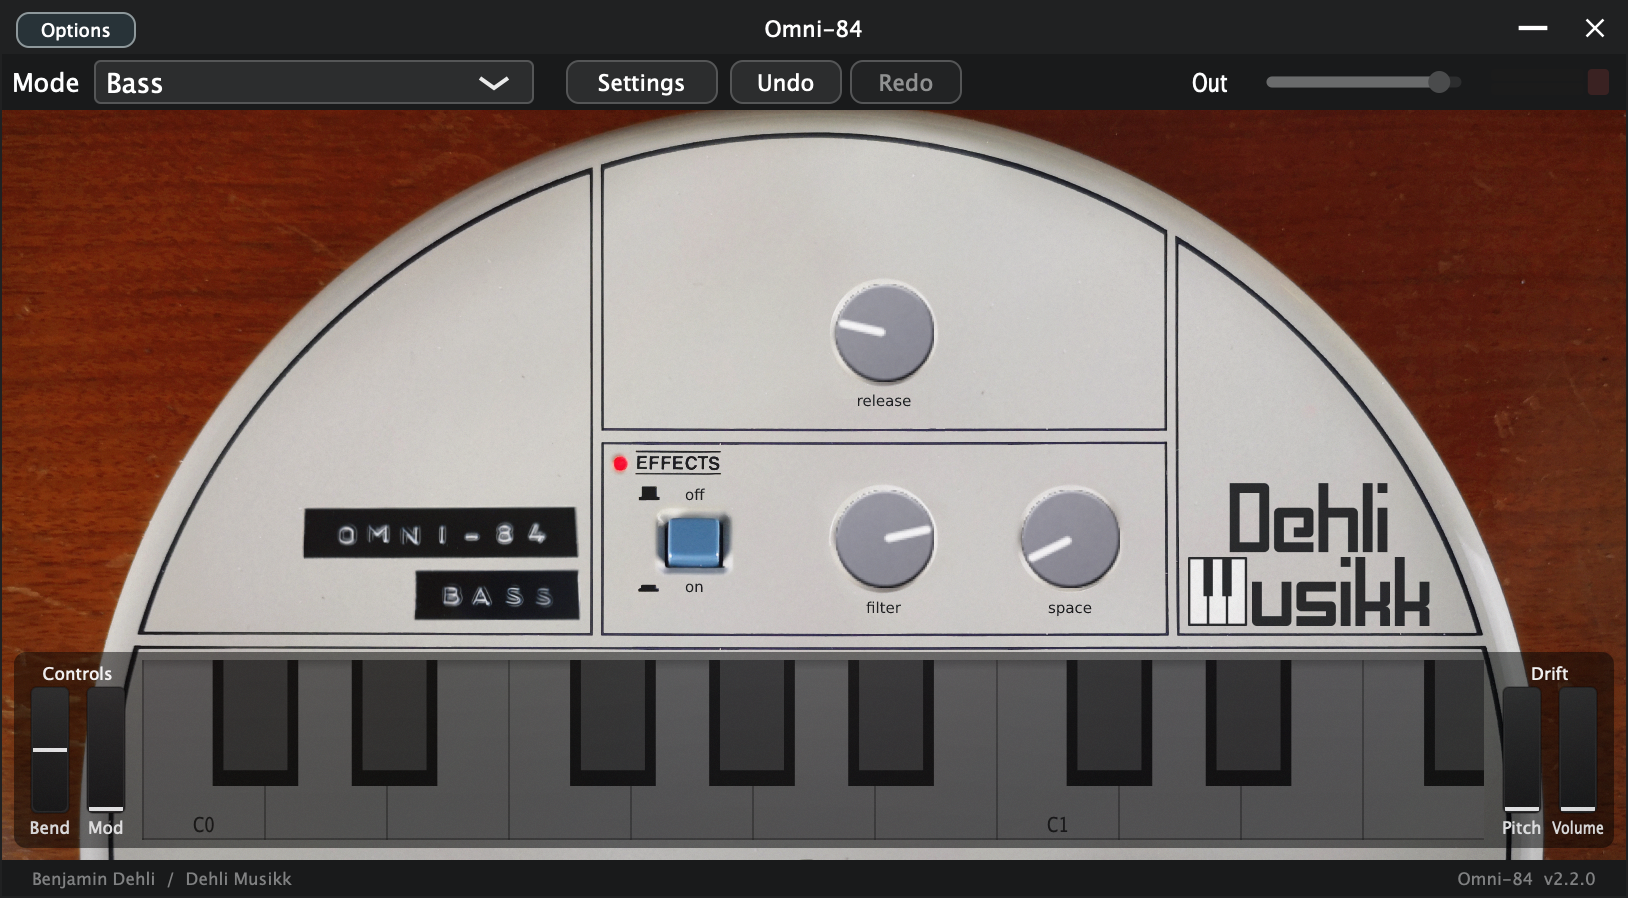 Options
Omni-84
Mode
Bass
Settings
Undo
Redo
Out
release
EFFECTS
off
on
filter
space
OMNI-84
BASS
Dehli
Musikk
Controls
Bend
Mod
C0
C1
Drift
Pitch
Volume
Benjamin Dehli / Dehli Musikk
Omni-84 v2.2.0